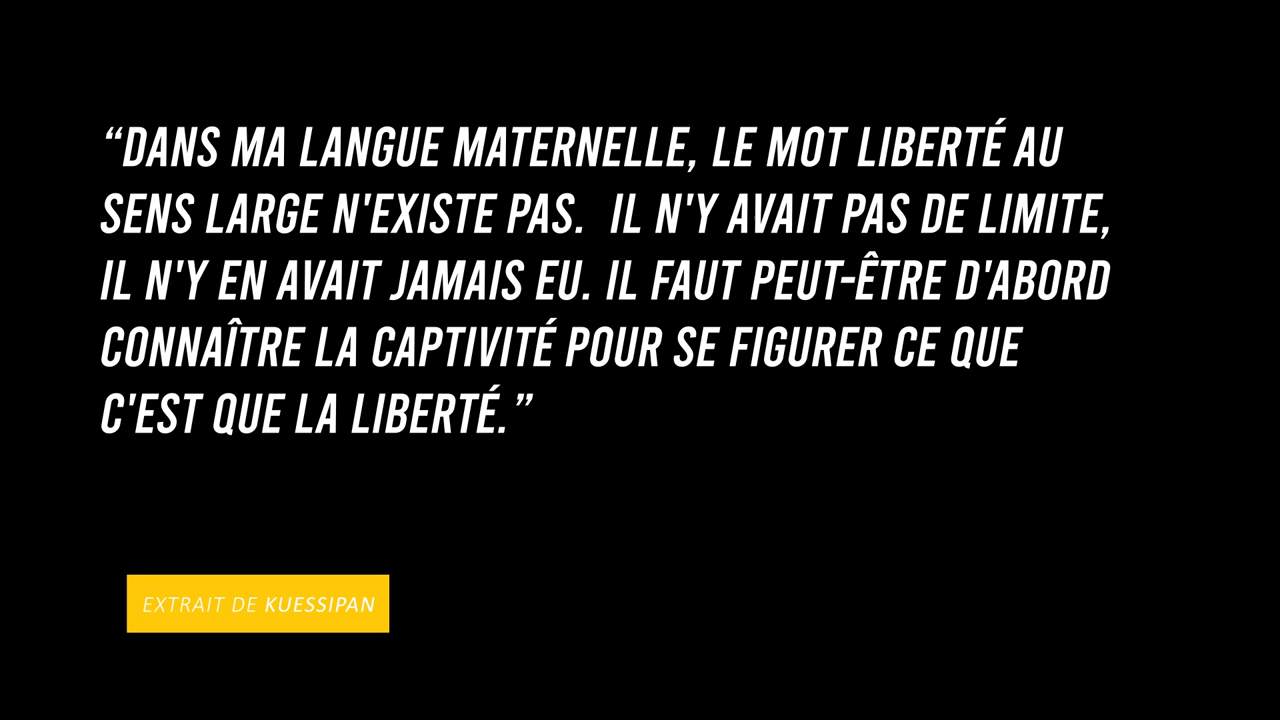 “DANS MA LANGUE MATERNELLE, LE MOT LIBERTÉ AU
SENS LARGE N'EXISTE PAS.  IL N'Y AVAIT PAS DE LIMITE,
IL N'Y EN AVAIT JAMAIS EU. IL FAUT PEUT-ÊTRE D'ABORD
CONNAÎTRE LA CAPTIVITÉ POUR SE FIGURER CE QUE
C'EST QUE LA LIBERTÉ.”
EXTRAIT DE KUESSIPAN